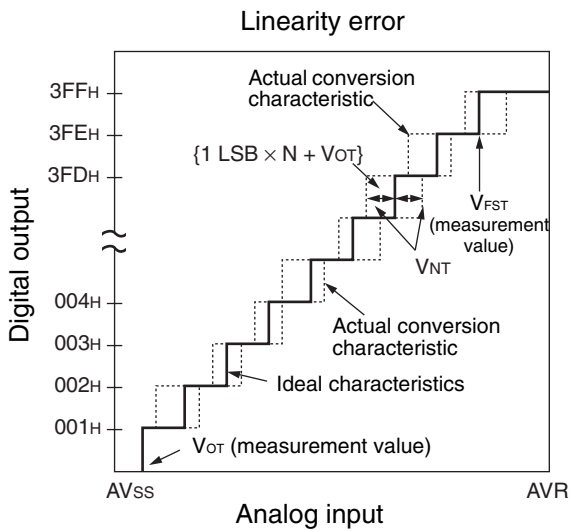 Linearity error
Digital output
3FFH
3FEH
3FDH
004H
003H
002H
001H
Actual conversion
characteristic
{1 LSB × N + VOT}
VFST
(measurement
value)
VNT
Actual conversion
characteristic
Ideal characteristics
VOT (measurement value)
AVSS
AVR
Analog input